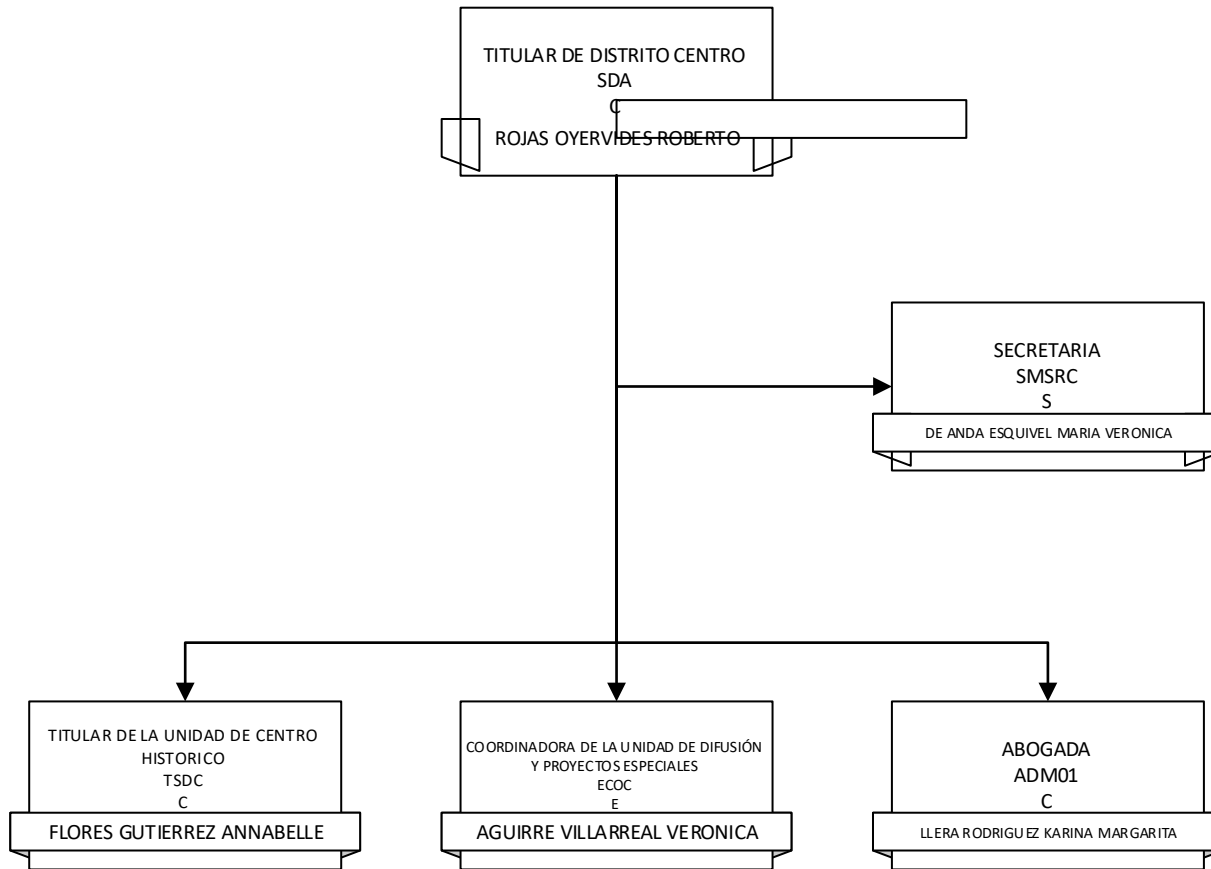 TITULAR DE DISTRITO CENTRO
SDA
C
ROJAS OYERVIDES ROBERTO
SECRETARIA
SMSRC
S
DE ANDA ESQUIVEL MARIA VERONICA
TITULAR DE LA UNIDAD DE CENTRO
HISTORICO
TSDC
C
FLORES GUTIERREZ ANNABELLE
COORDINADORA DE LA UNIDAD DE DIFUSIÓN
Y PROYECTOS ESPECIALES
ECOC
E
AGUIRRE VILLARREAL VERONICA
ABOGADA
ADM01
C
LLERA RODRIGUEZ KARINA MARGARITA